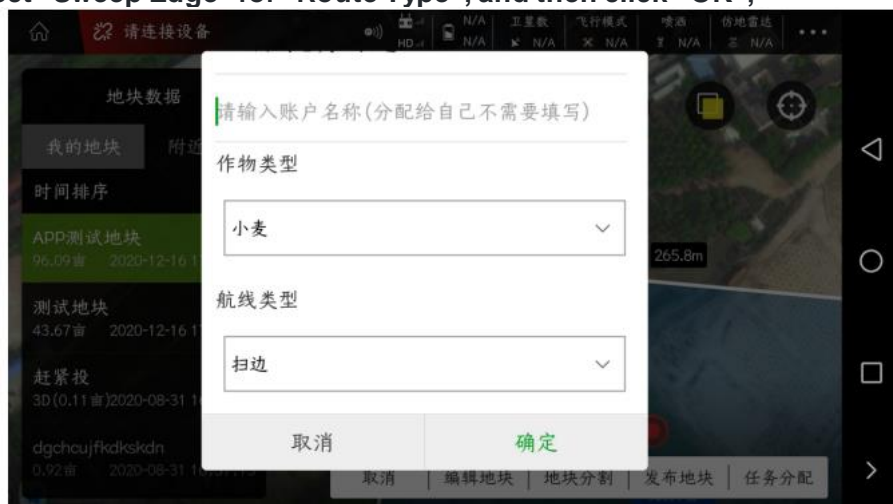 Sweep Edge" for "Route Type", and then click "OK",
请连接设备 HD N/A N/A 卫星数 N/A 飞行模式 N/A 喷洒 N/A 仿地雷达 N/A
地块数据
我的地块 附近
时间排序
APP测试地块
96.09亩 2020-12-16 1
测试地块
43.67亩 2020-12-16 1
赶紧投
3D(0.11亩)2020-08-31 1
dgchcujfkdkskdn
0.92亩 2020-08-31 1
请输入账户名称(分配给自己不需要填写)
作物类型
小麦
航线类型
扫边
取消 确定
265.8m
取消 编辑地块 地块分割 发布地块 任务分配